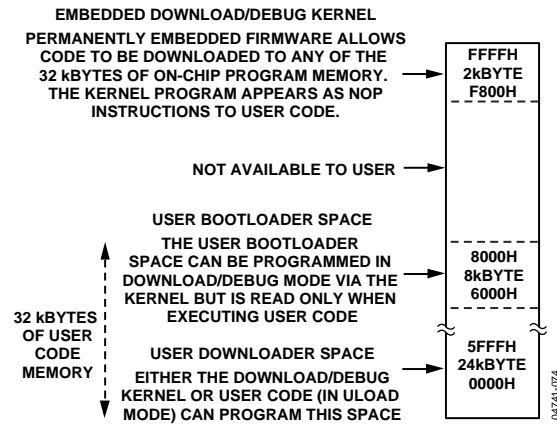 EMBEDDED DOWNLOAD/DEBUG KERNEL
PERMANENTLY EMBEDDED FIRMWARE ALLOWS
CODE TO BE DOWNLOADED TO ANY OF THE
32 kBYTES OF ON-CHIP PROGRAM MEMORY.
THE KERNEL PROGRAM APPEARS AS NOP
INSTRUCTIONS TO USER CODE.
FFFFH
2kBYTE
F800H
NOT AVAILABLE TO USER
USER BOOTLOADER SPACE
THE USER BOOTLOADER
SPACE CAN BE PROGRAMMED IN
DOWNLOAD/DEBUG MODE VIA THE
KERNEL BUT IS READ ONLY WHEN
EXECUTING USER CODE
8000H
8kBYTE
6000H
32 kBYTES
OF USER
CODE
MEMORY
USER DOWNLOADER SPACE
EITHER THE DOWNLOAD/DEBUG
KERNEL OR USER CODE (IN ULOAD
MODE) CAN PROGRAM THIS SPACE
5FFFH
24kBYTE
0000H
04741-074